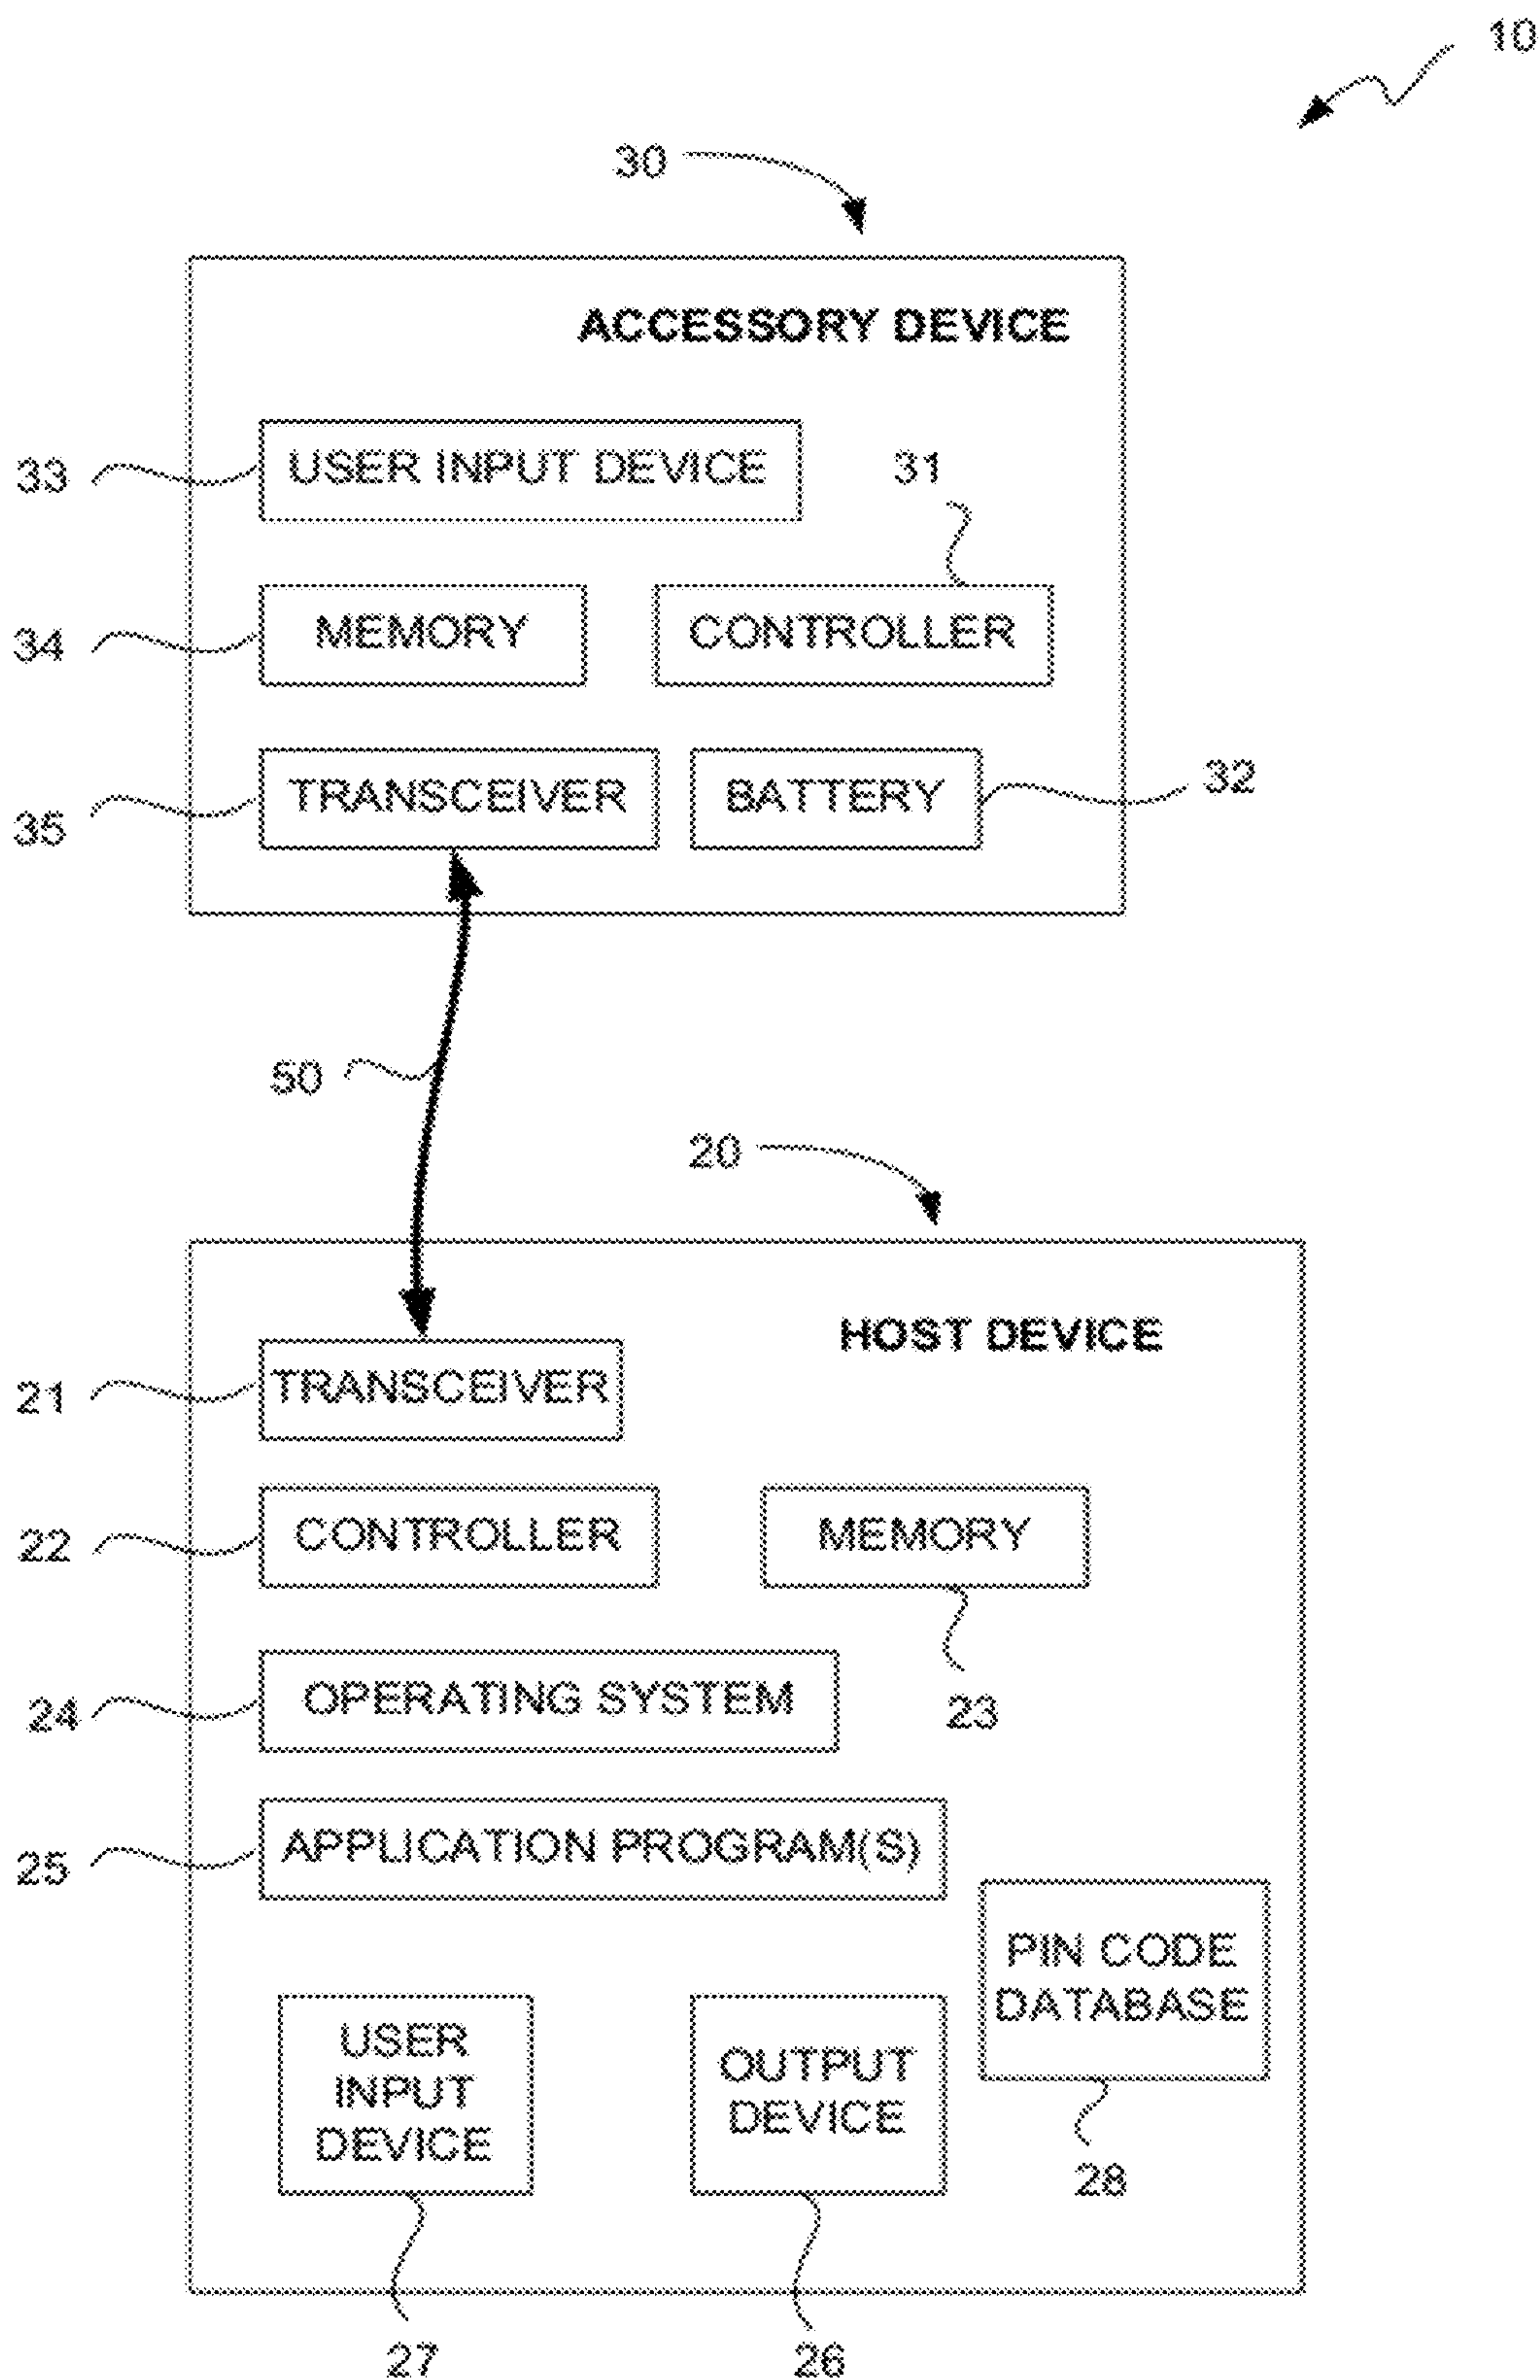 10
30
ACCESSORY DEVICE
33
USER INPUT DEVICE
31
34
MEMORY
CONTROLLER
35
TRANSCEIVER
BATTERY
32
50
20
HOST DEVICE
21
TRANSCEIVER
22
CONTROLLER
MEMORY
23
24
OPERATING SYSTEM
25
APPLICATION PROGRAM(S)
PIN CODE
DATABASE
28
USER
INPUT
DEVICE
27
OUTPUT
DEVICE
26